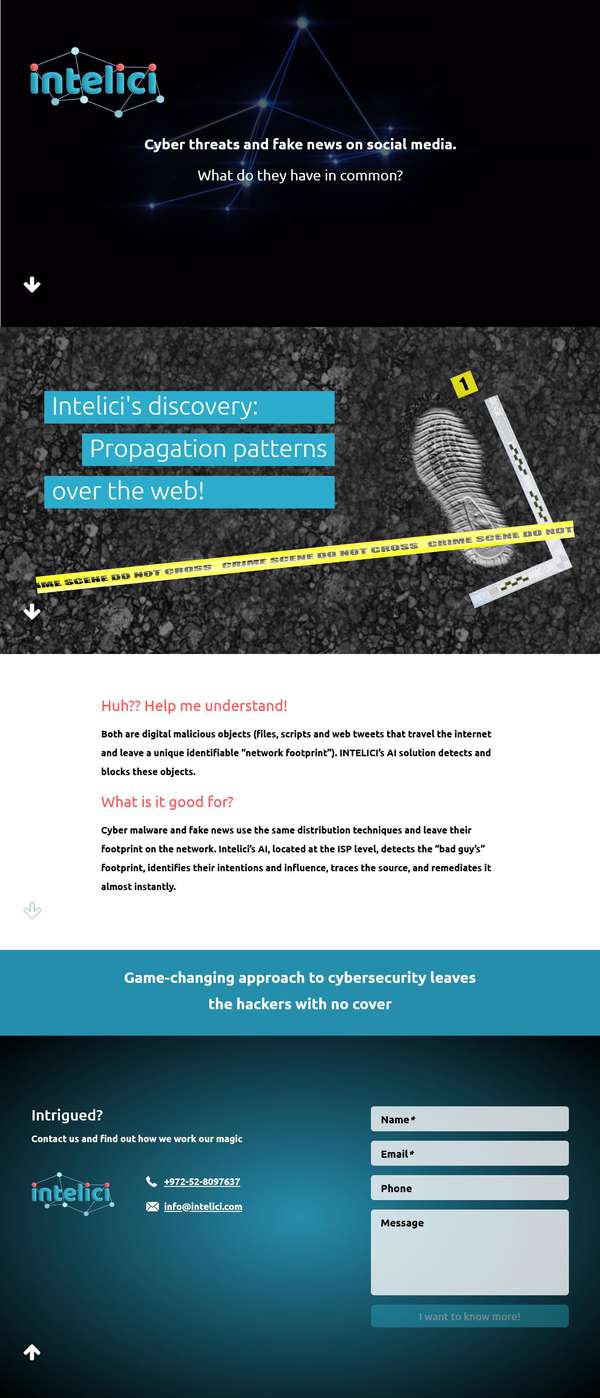 intelici
Cyber threats and fake news on social media.
What do they have in common?
1
Intelici's discovery:
Propagation patterns
over the web!
CRIME SCENE DO NOT CROSS CRIME SCENE DO NOT
Huh?? Help me understand!
Both are digital malicious objects (files, scripts and web tweets that travel the internet
and leave a unique identifiable “network footprint”). INTELICI’s AI solution detects and
blocks these objects.
What is it good for?
Cyber malware and fake news use the same distribution techniques and leave their
footprint on the network. Intelici’s AI, located at the ISP level, detects the “bad guy’s”
footprint, identifies their intentions and influence, traces the source, and remediates it
almost instantly.
Game-changing approach to cybersecurity leaves
the hackers with no cover
Intrigued?
Contact us and find out how we work our magic
intelici
+972-52-8097637
info@intelici.com
Name*
Email*
Phone
Message
I want to know more!